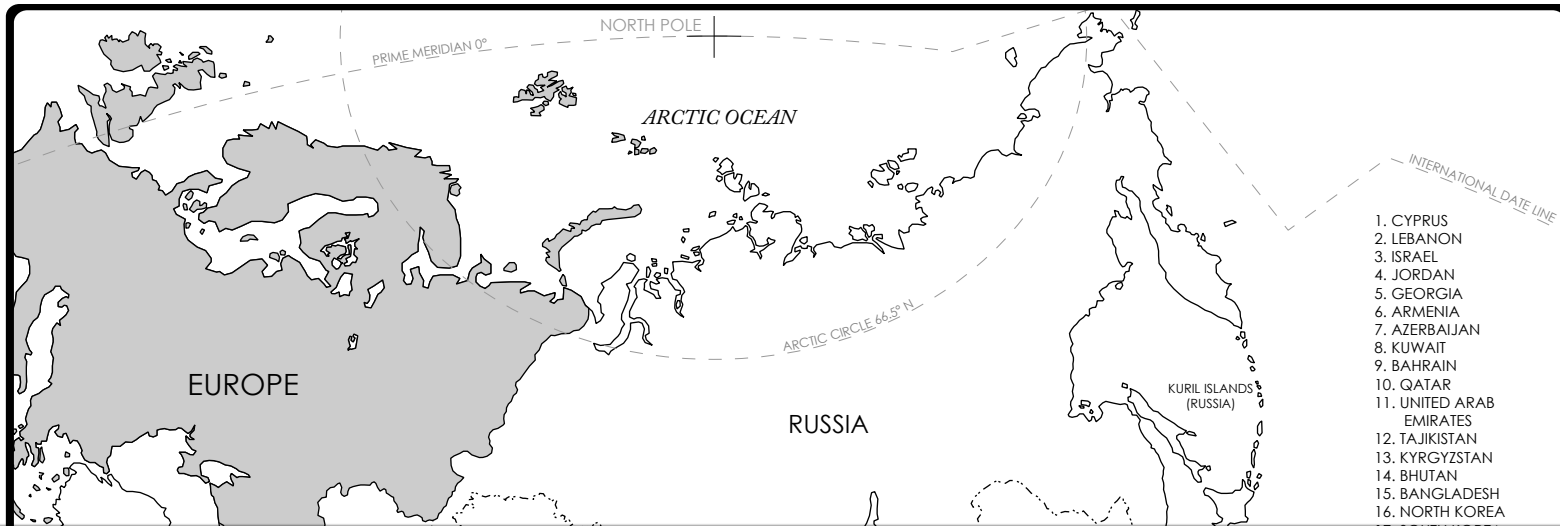 NORTH POLE
PRIME MERIDIAN 0°
ARCTIC OCEAN
INTERNATIONAL DATE LINE
ARCTIC CIRCLE 66.5° N
EUROPE
RUSSIA
KURIL ISLANDS
(RUSSIA)
1. CYPRUS
2. LEBANON
3. ISRAEL
4. JORDAN
5. GEORGIA
6. ARMENIA
7. AZERBAIJAN
8. KUWAIT
9. BAHRAIN
10. QATAR
11. UNITED ARAB
EMIRATES
12. TAJIKISTAN
13. KYRGYZSTAN
14. BHUTAN
15. BANGLADESH
16. NORTH KOREA